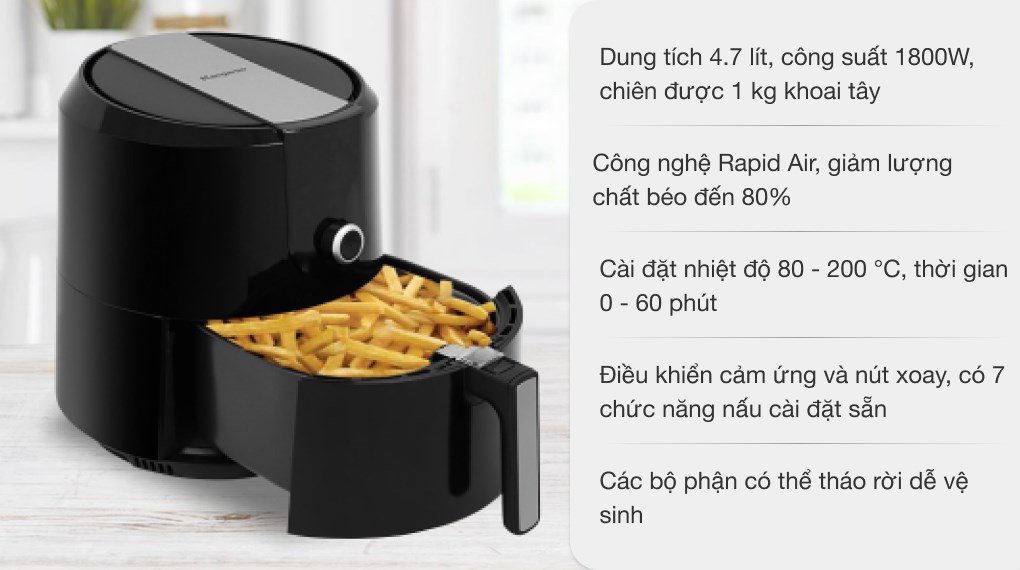 Dung tích 4.7 lít, công suất 1800W,
chiên được 1 kg khoai tây
Công nghệ Rapid Air, giảm lượng
chất béo đến 80%
Cài đặt nhiệt độ 80 - 200 °C, thời gian
0 - 60 phút
Điều khiển cảm ứng và nút xoay, có 7
chức năng nấu cài đặt sẵn
Các bộ phận có thể tháo rời dễ vệ
sinh